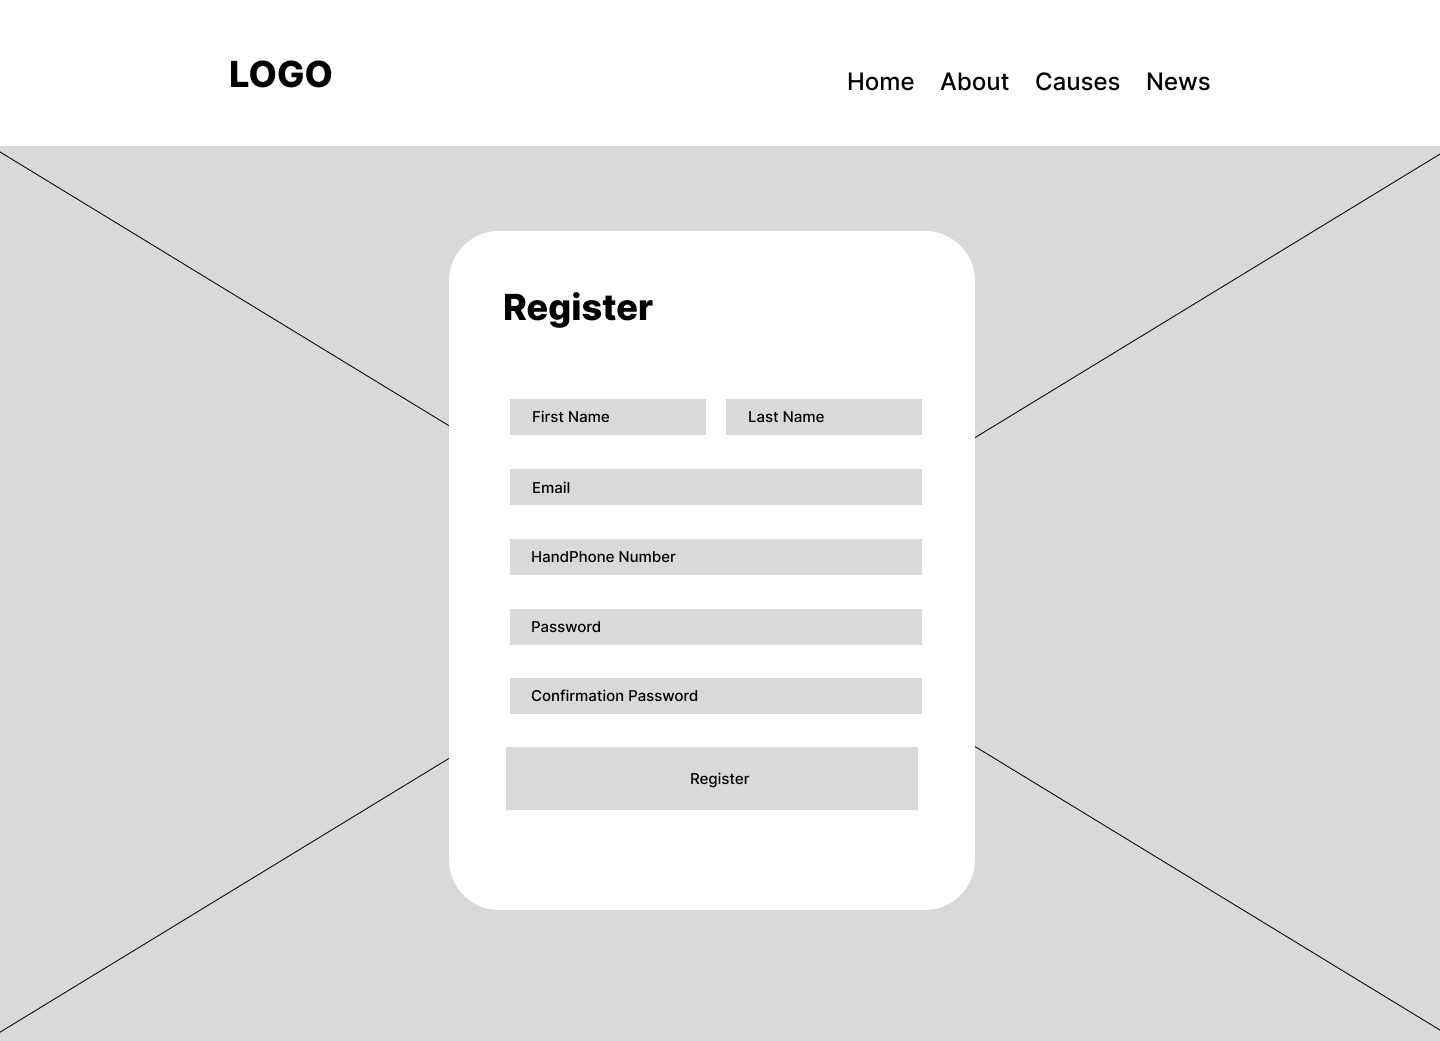 LOGO
Home About Causes News
Register
First Name Last Name
Email
HandPhone Number
Password
Confirmation Password
Register